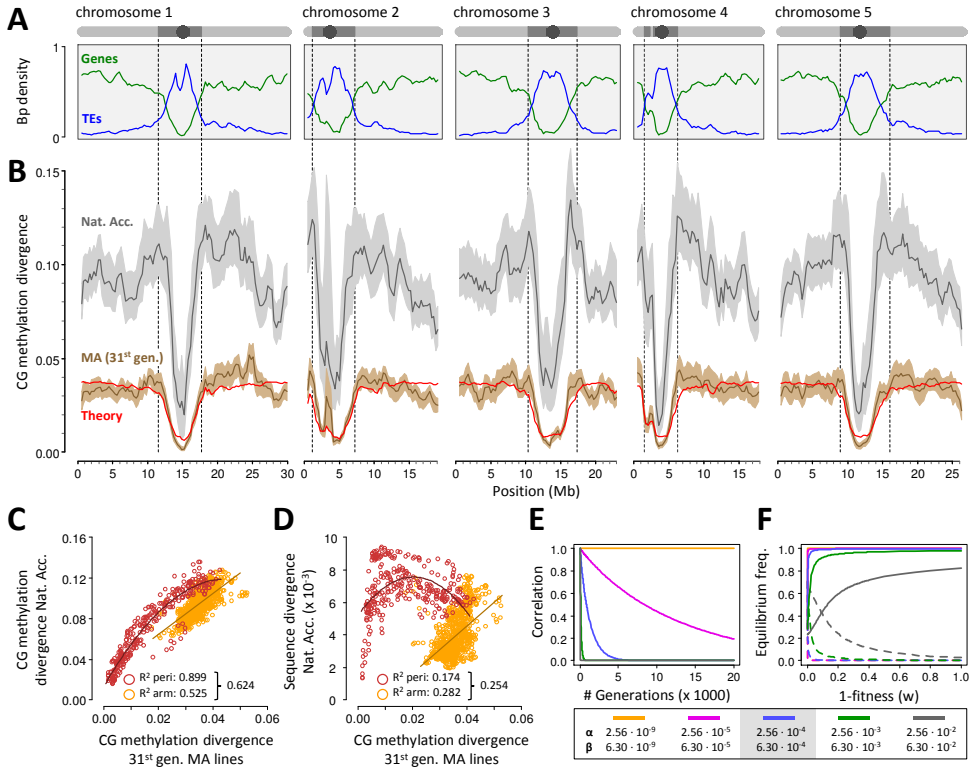 A
chromosome 1
chromosome 2
chromosome 3
chromosome 4
chromosome 5
Bp density
1
0
Genes
TEs
B
CG methylation divergence
0.15
0.10
0.05
0.00
Nat. Acc.
MA (31st gen.)
Theory
0 5 10 15 20 25 30
0 5 10 15
0 5 10 15 20
0 5 10 15
0 5 10 15 20 25
Position (Mb)
C
CG methylation
divergence Nat. Acc.
0.16
0.12
0.08
0.04
0.00
R² peri: 0.899
R² arm: 0.525
0.624
0.00 0.02 0.04 0.06
CG methylation divergence
31st gen. MA lines
D
Sequence divergence
Nat. Acc. (x 10⁻³)
10
8
6
4
2
0
R² peri: 0.174
R² arm: 0.282
0.254
0.00 0.02 0.04 0.06
CG methylation divergence
31st gen. MA lines
E
Correlation
1.0
0.8
0.6
0.4
0.2
0.0
0 5 10 15 20
# Generations (x 1000)
F
Equilibrium freq.
1.0
0.8
0.6
0.4
0.2
0.0
0.0 0.2 0.4 0.6 0.8 1.0
1-fitness (w)
α 2.56 · 10⁻⁹ 2.56 · 10⁻⁵ 2.56 · 10⁻⁴ 2.56 · 10⁻³ 2.56 · 10⁻²
β 6.30 · 10⁻⁹ 6.30 · 10⁻⁵ 6.30 · 10⁻⁴ 6.30 · 10⁻³ 6.30 · 10⁻²